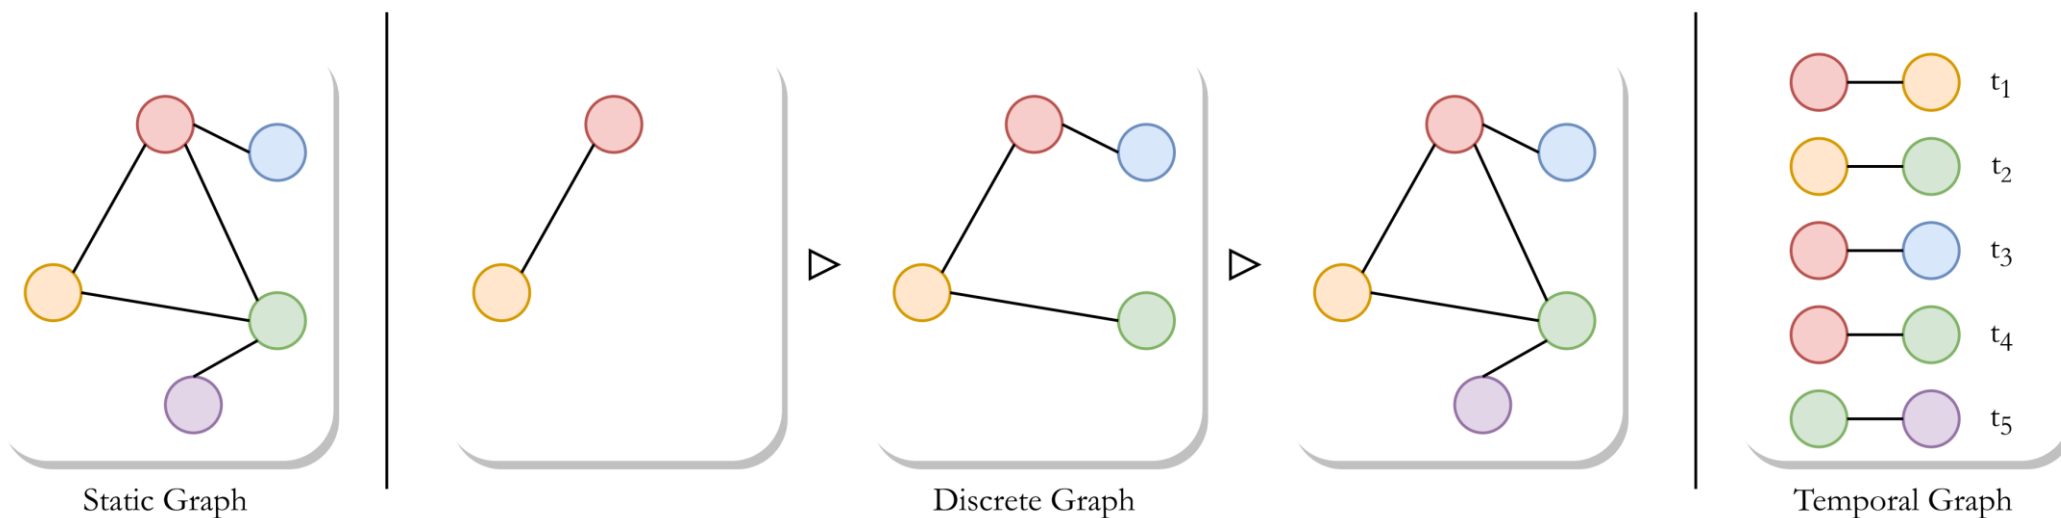 t1
t2
t3
t4
t5
Static Graph
Discrete Graph
Temporal Graph